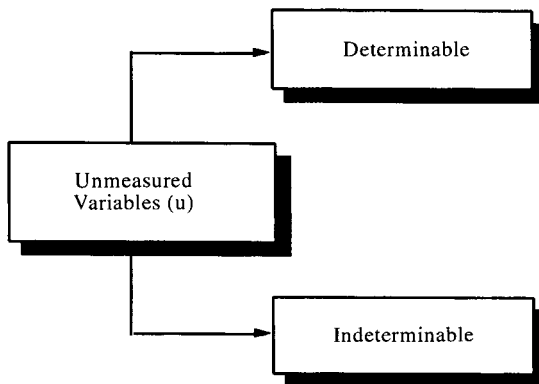 Determinable
Unmeasured
Variables (u)
Indeterminable